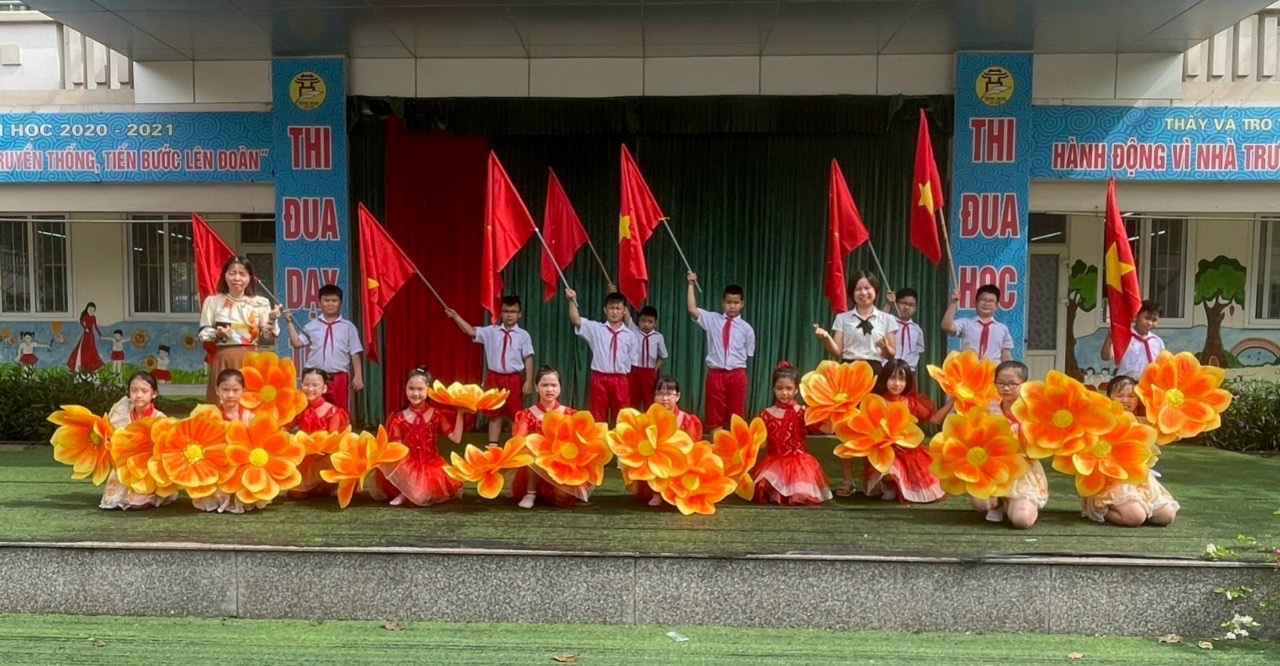 HỌC 2020 - 2021
RUYỀN THỐNG, TIẾN BƯỚC LÊN ĐOÀN"
THI
ĐUA
DẠY
THI
ĐUA
HỌC
THẦY VÀ TRÒ
HÀNH ĐỘNG VÌ NHÀ TRƯ